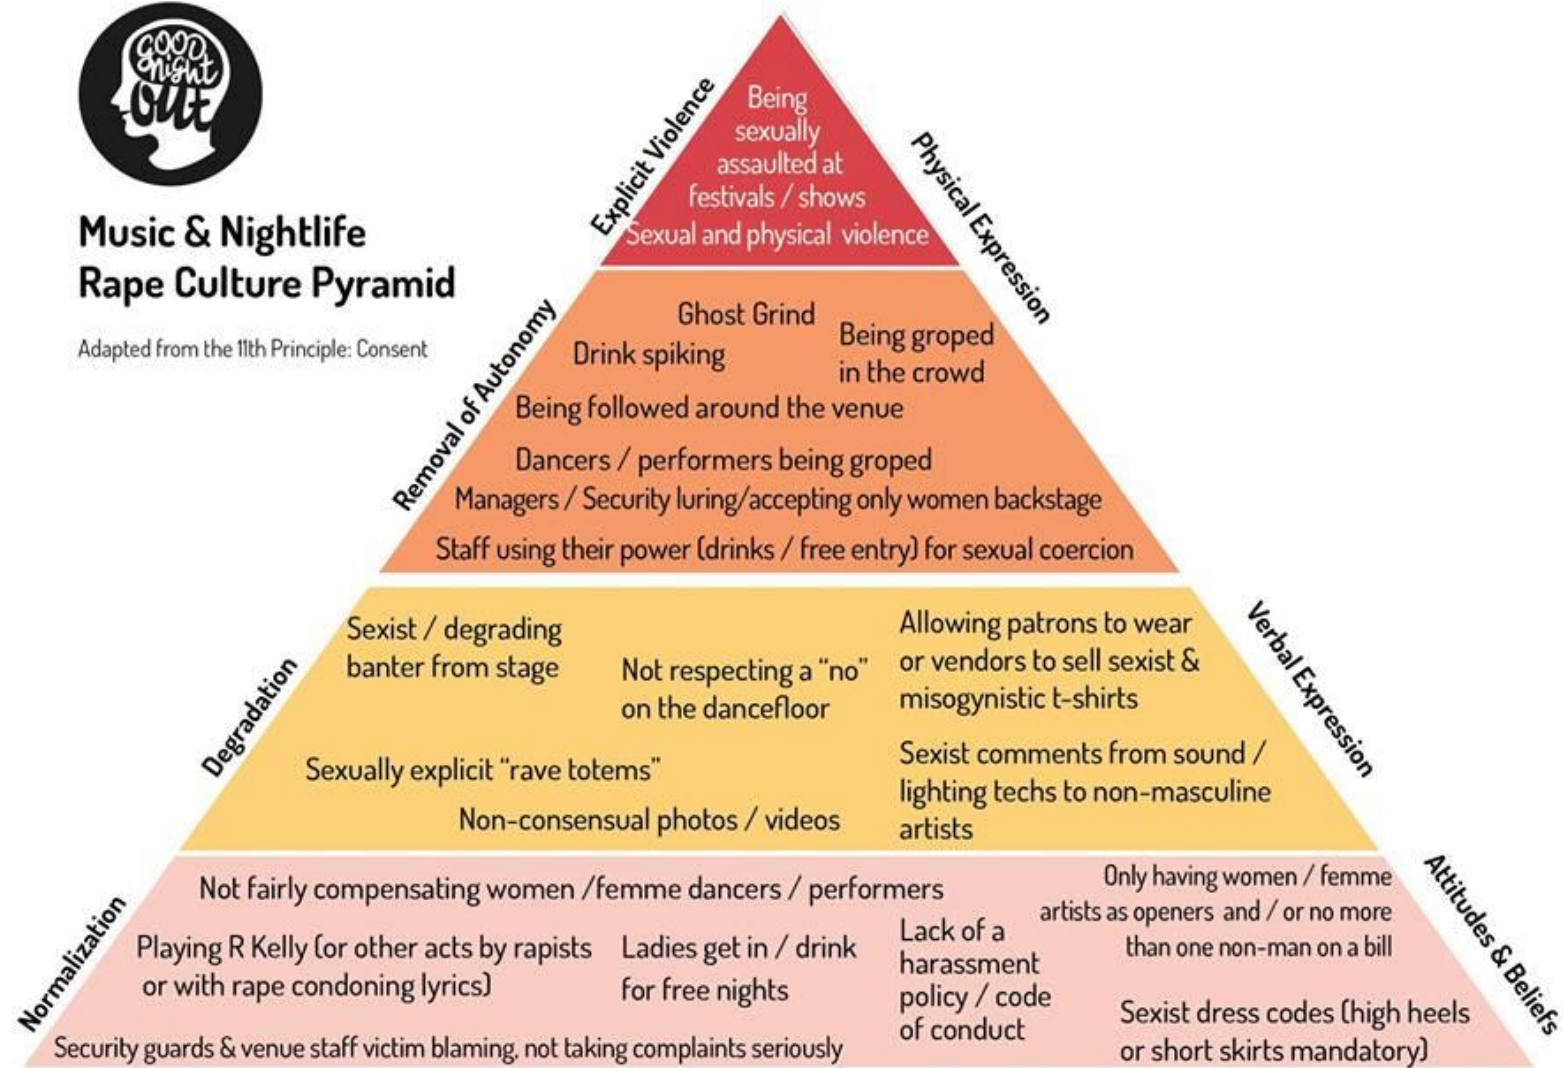 GOOD
Night
OUt
Music & Nightlife
Rape Culture Pyramid
Adapted from the 11th Principle: Consent
Explicit Violence
Physical Expression
Being
sexually
assaulted at
festivals / shows
Sexual and physical violence
Removal of Autonomy
Ghost Grind
Drink spiking
Being groped
in the crowd
Being followed around the venue
Dancers / performers being groped
Managers / Security luring/accepting only women backstage
Staff using their power (drinks / free entry) for sexual coercion
Degradation
Verbal Expression
Sexist / degrading
banter from stage
Not respecting a “no”
on the dancefloor
Allowing patrons to wear
or vendors to sell sexist &
misogynistic t-shirts
Sexually explicit “rave totems”
Non-consensual photos / videos
Sexist comments from sound /
lighting techs to non-masculine
artists
Normalization
Attitudes & Beliefs
Not fairly compensating women /femme dancers / performers
Only having women / femme
artists as openers and / or no more
than one non-man on a bill
Playing R Kelly (or other acts by rapists
or with rape condoning lyrics)
Ladies get in / drink
for free nights
Lack of a
harassment
policy / code
of conduct
Sexist dress codes (high heels
or short skirts mandatory)
Security guards & venue staff victim blaming, not taking complaints seriously